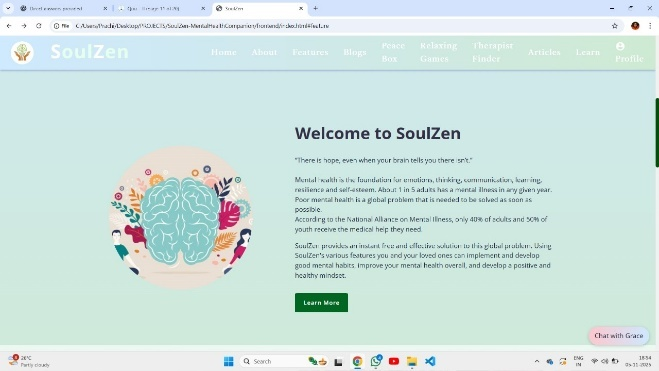 SoulZen
File C:/Users/Prachi/Desktop/PROJECTS/SoulZen-MentalHealthCompanion/frontend/index.html#feature
SoulZen
Home
About
Features
Blogs
Peace
Box
Relaxing
Games
Therapist
Finder
Articles
Learn
Profile
Welcome to SoulZen
"There is hope, even when your brain tells you there isn't."
Mental health is the foundation for emotions, thinking, communication, learning,
resilience and self-esteem. About 1 in 5 adults has a mental illness in any given year.
Poor mental health is a global problem that is needed to be solved as soon as
possible.
According to the National Alliance on Mental Illness, only 40% of adults and 50% of
youth receive the medical help they need.
SoulZen provides an instant free and effective solution to this global problem. Using
SoulZen's various features you and your loved ones can implement and develop
good mental habits, improve your mental health overall, and develop a positive and
healthy mindset.
Learn More
Chat with Grace
26°C
Partly cloudy
Search
ENG
IN
18:54
05-11-2025